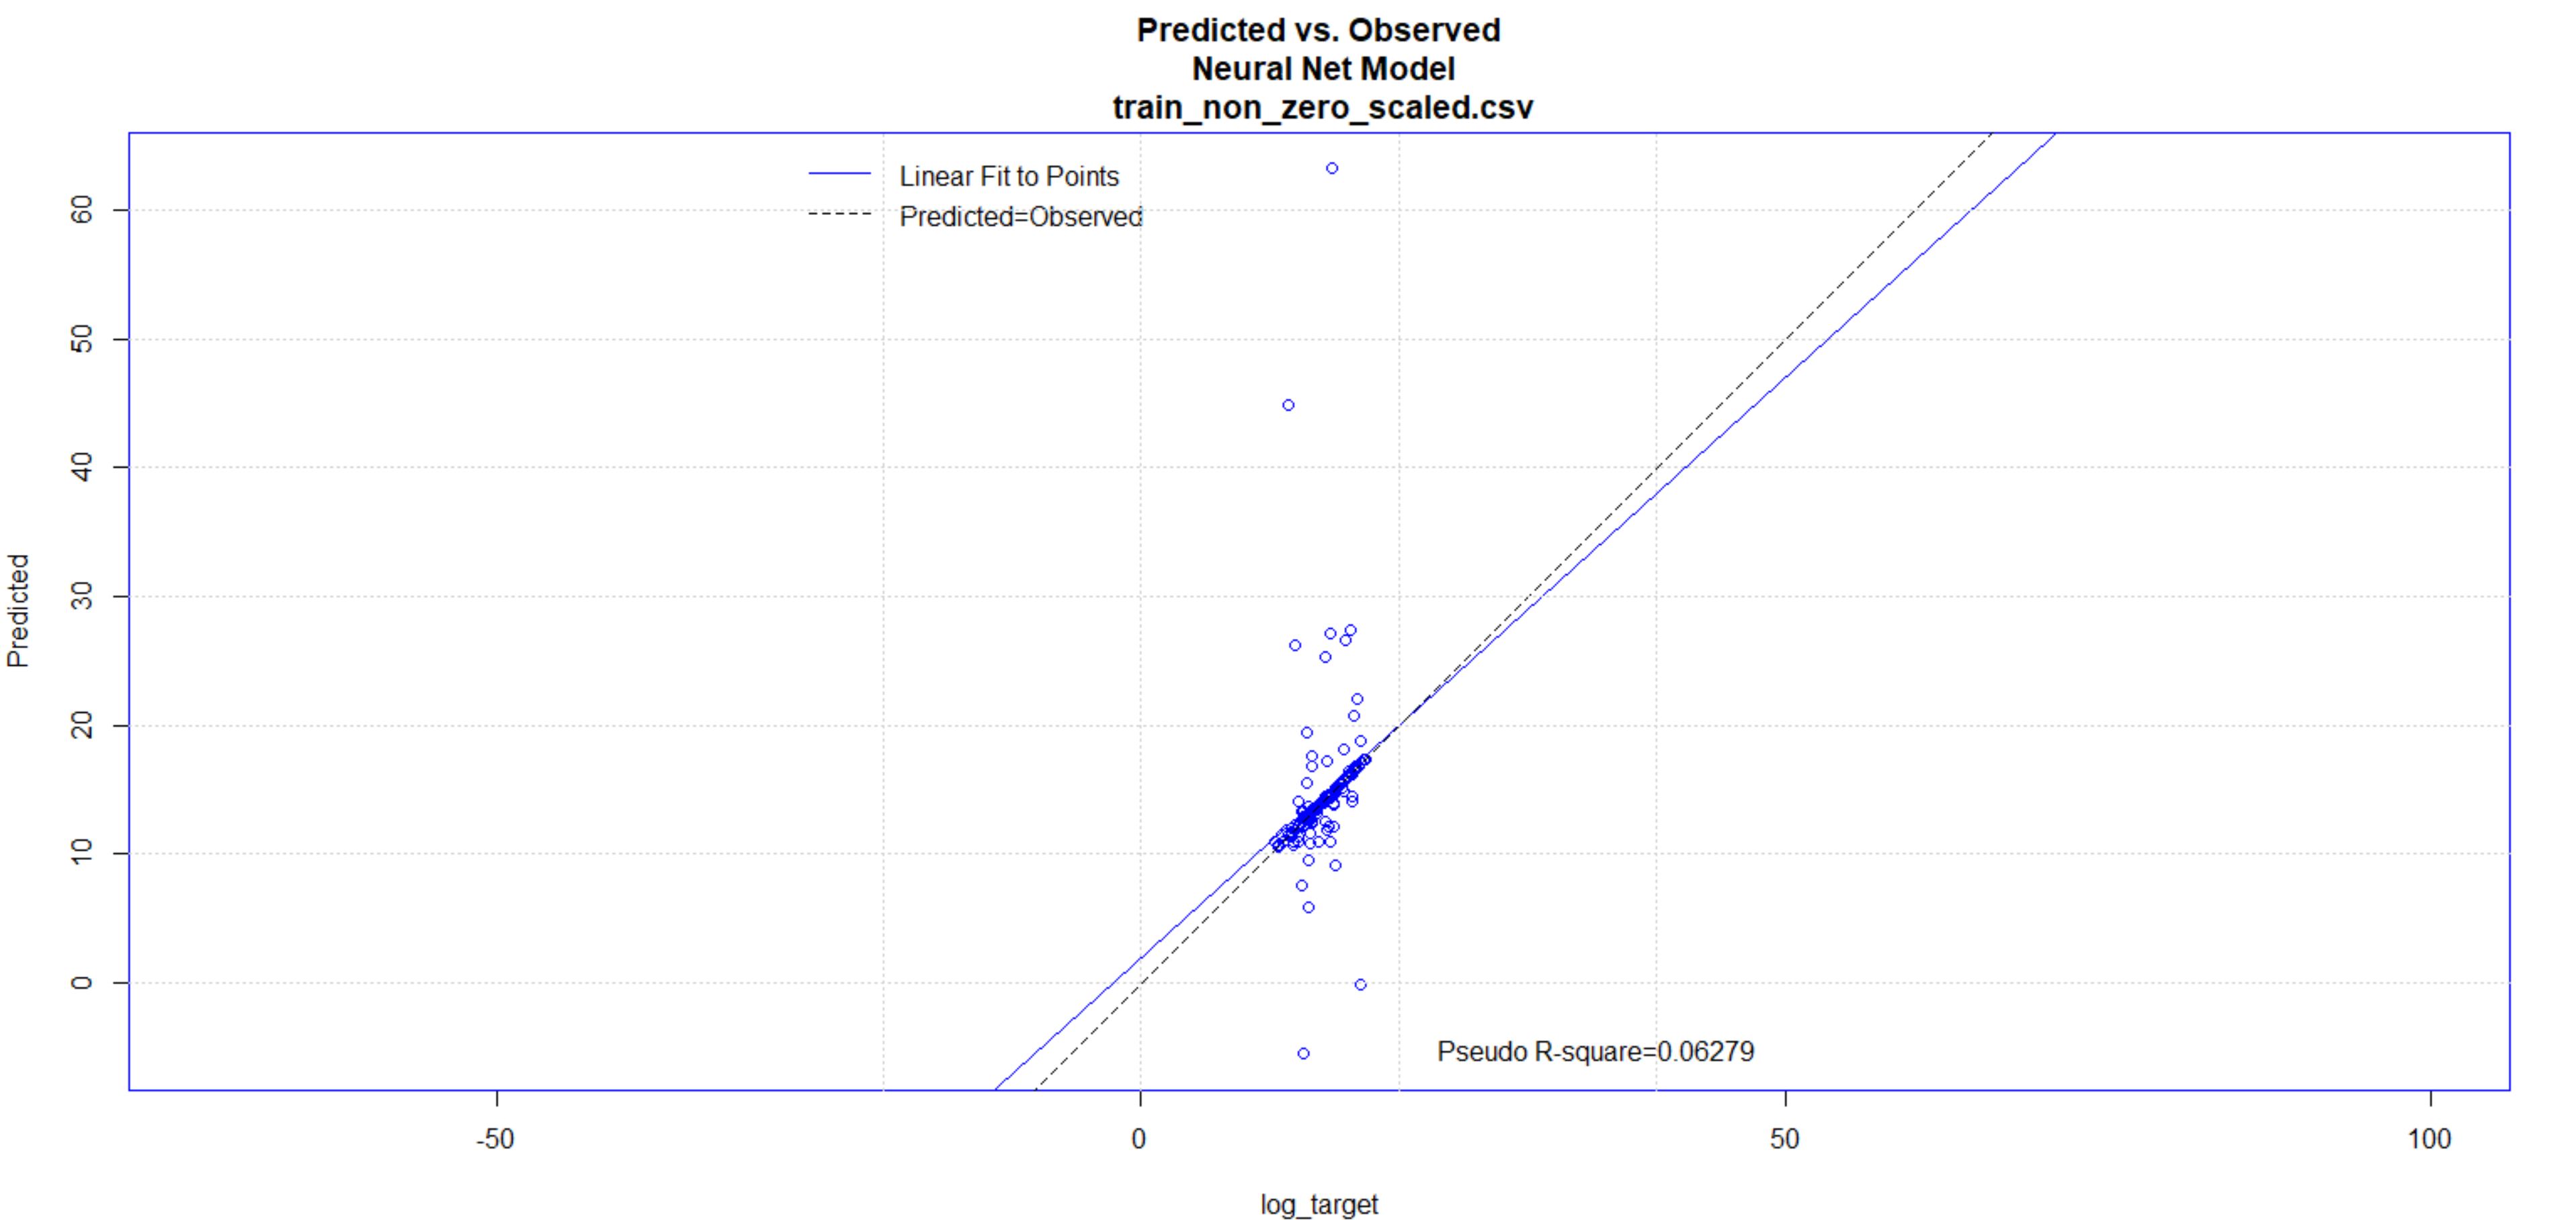 Predicted vs. Observed
Neural Net Model
train_non_zero_scaled.csv
Linear Fit to Points
Predicted=Observed
60
50
40
30
20
10
0
Predicted
Pseudo R-square=0.06279
-50 0 50 100
log_target